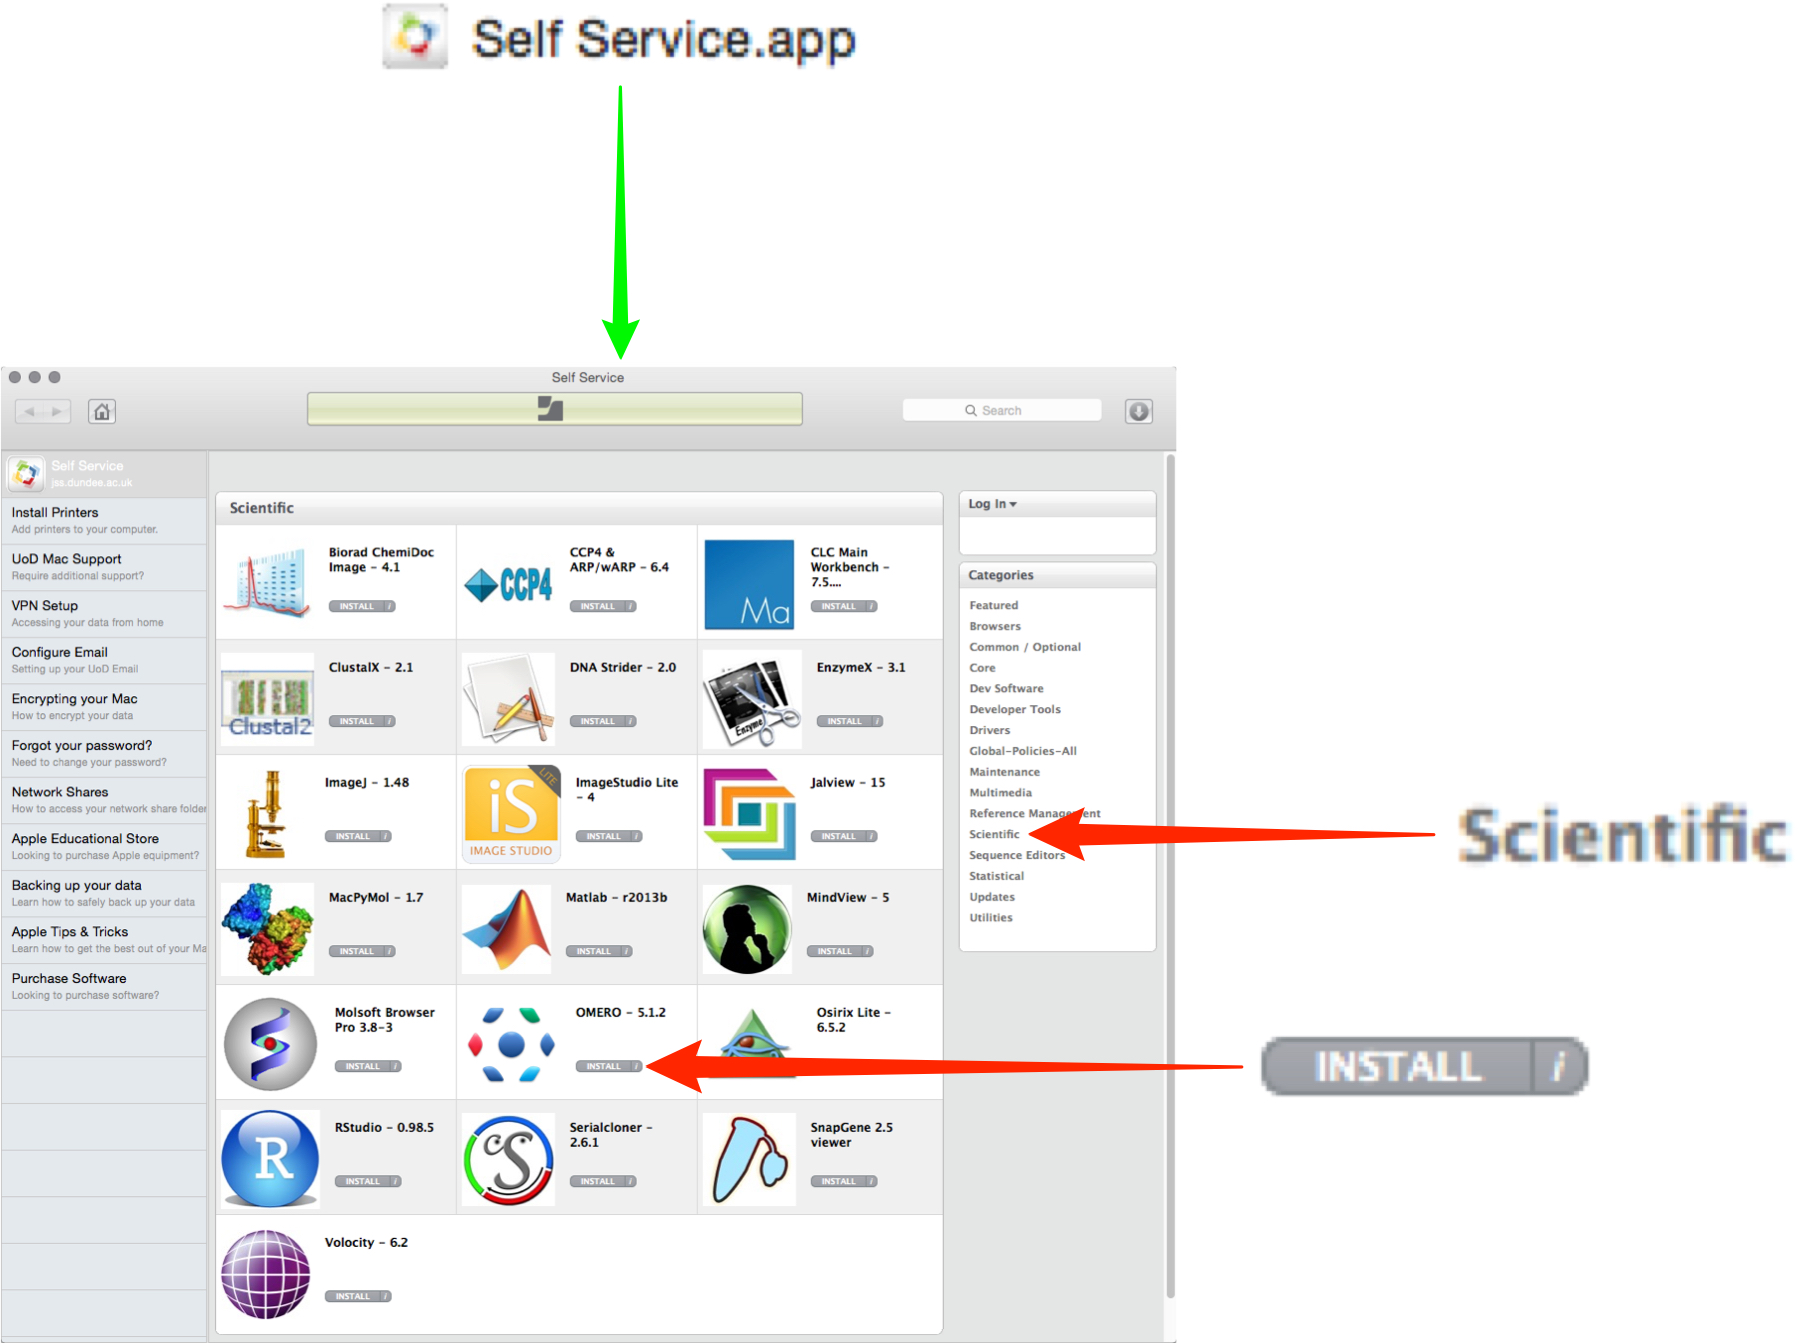 Self Service.app
Self Service
Search
Self Service
jss.dundee.ac.uk
Install Printers
Add printers to your computer.
UoD Mac Support
Require additional support?
VPN Setup
Accessing your data from home
Configure Email
Setting up your UoD Email
Encrypting your Mac
How to encrypt your data
Forgot your password?
Need to change your password?
Network Shares
How to access your network share folder
Apple Educational Store
Looking to purchase Apple equipment?
Backing up your data
Learn how to safely back up your data
Apple Tips & Tricks
Learn how to get the best out of your Ma
Purchase Software
Looking to purchase software?
Scientific
Biorad ChemiDoc
Image - 4.1
INSTALL i
CCP4
CCP4 &
ARP/wARP - 6.4
INSTALL i
Ma
CLC Main
Workbench -
7.5....
INSTALL i
Clustal2
ClustalX - 2.1
INSTALL i
DNA Strider - 2.0
INSTALL i
Enzyme
EnzymeX - 3.1
INSTALL i
ImageJ - 1.48
INSTALL i
LITE
iS
IMAGE STUDIO
ImageStudio Lite
- 4
INSTALL i
Jalview - 15
INSTALL i
MacPyMol - 1.7
INSTALL i
Matlab - r2013b
INSTALL i
MindView - 5
INSTALL i
Molsoft Browser
Pro 3.8-3
INSTALL i
OMERO - 5.1.2
INSTALL i
Osirix Lite -
6.5.2
R
RStudio - 0.98.5
INSTALL i
cS
Serialcloner -
2.6.1
INSTALL i
SnapGene 2.5
viewer
INSTALL i
Volocity - 6.2
INSTALL i
Log In
Categories
Featured
Browsers
Common / Optional
Core
Dev Software
Developer Tools
Drivers
Global-Policies-All
Maintenance
Multimedia
Reference Management
Scientific
Sequence Editors
Statistical
Updates
Utilities
Scientific
INSTALL i